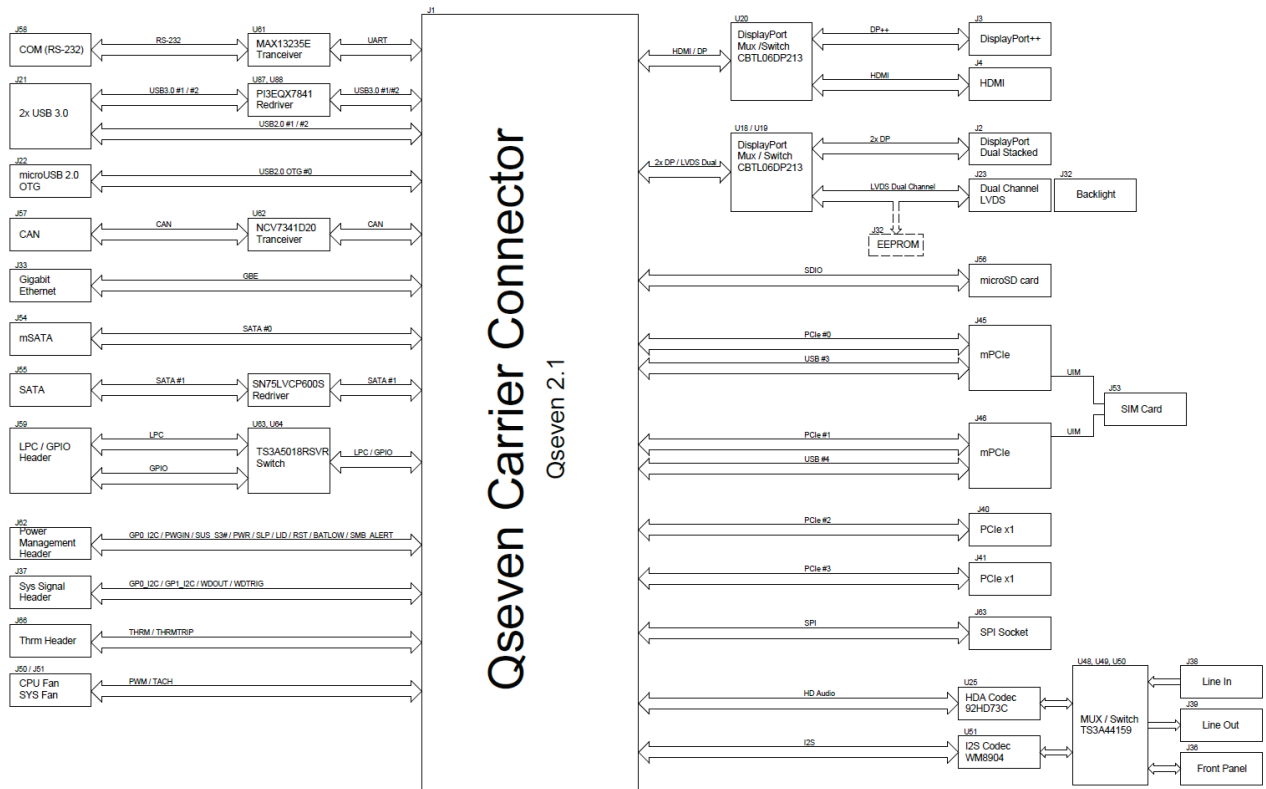 J1
J58
COM (RS-232)
RS-232
U61
MAX13235E
Tranceiver
UART
J21
2x USB 3.0
USB3.0 #1 / #2
U87, U88
PI3EQX7841
Redriver
USB3.0 #1/#2
USB2.0 #1 / #2
J22
microUSB 2.0
OTG
USB2.0 OTG #0
J57
CAN
CAN
U62
NCV7341D20
Tranceiver
CAN
J33
Gigabit
Ethernet
GBE
J54
mSATA
SATA #0
J55
SATA
SATA #1
SN75LVCP600S
Redriver
SATA #1
J59
LPC / GPIO
Header
LPC
GPIO
U63, U64
TS3A5018RSVR
Switch
LPC / GPIO
J62
Power
Management
Header
GP0_I2C / PWGIN / SUS_S3# / PWR / SLP / LID / RST / BATLOW / SMB_ALERT
J37
Sys Signal
Header
GP0_I2C / GP1_I2C / WDOUT / WDTRIG
J66
Thrm Header
THRM / THRMTRIP
J50 / J51
CPU Fan
SYS Fan
PWM / TACH
Qseven Carrier Connector
Qseven 2.1
HDMI / DP
U20
DisplayPort
Mux /Switch
CBTL06DP213
DP++
J3
DisplayPort++
HDMI
J4
HDMI
2x DP / LVDS Dual
U18 / U19
DisplayPort
Mux / Switch
CBTL06DP213
2x DP
J2
DisplayPort
Dual Stacked
LVDS Dual Channel
J23
Dual Channel
LVDS
J32
Backlight
J32
EEPROM
SDIO
J56
microSD card
PCIe #0
USB #3
J45
mPCIe
UIM
J53
SIM Card
PCIe #1
USB #4
J46
mPCIe
UIM
PCIe #2
J40
PCIe x1
PCIe #3
J41
PCIe x1
SPI
J63
SPI Socket
HD Audio
U25
HDA Codec
92HD73C
I2S
U51
I2S Codec
WM8904
U48, U49, U50
MUX / Switch
TS3A44159
J38
Line In
J39
Line Out
J36
Front Panel